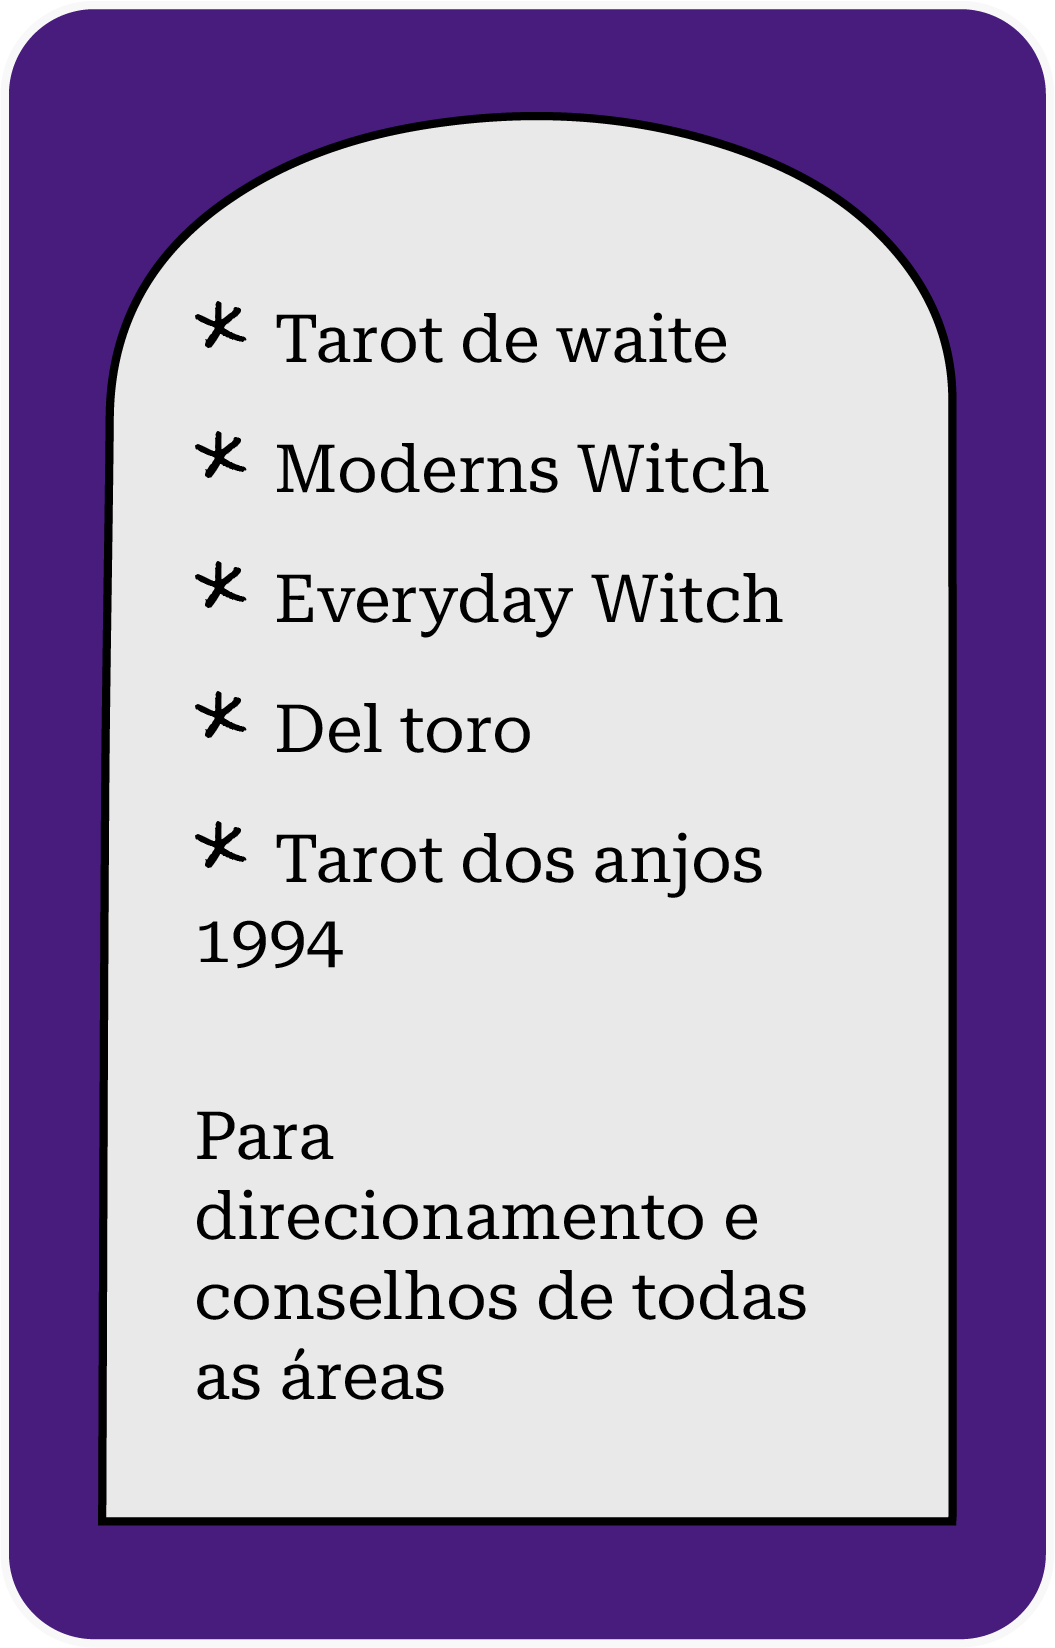 * Tarot de waite
* Moderns Witch
* Everyday Witch
* Del toro
* Tarot dos anjos
1994
Para
direcionamento e
conselhos de todas
as áreas